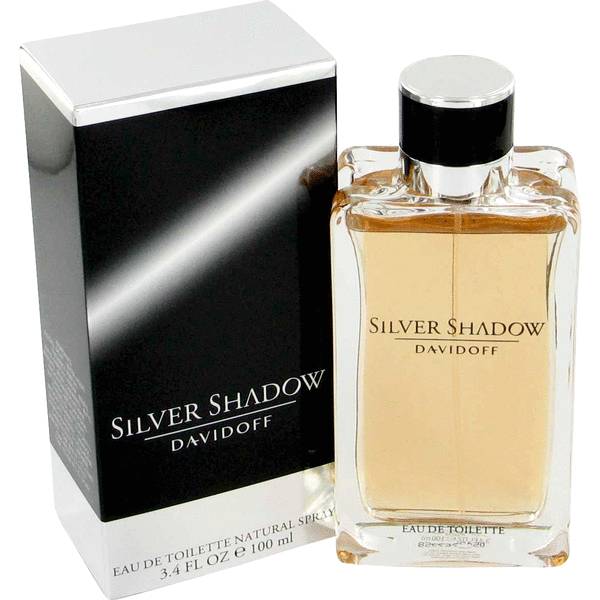 SILVER SHADOW
DAVIDOFF
EAU DE TOILETTE NATURAL SPRAY
3.4 FL OZ e 100 ml
SILVER SHADOW
DAVIDOFF
EAU DE TOILETTE